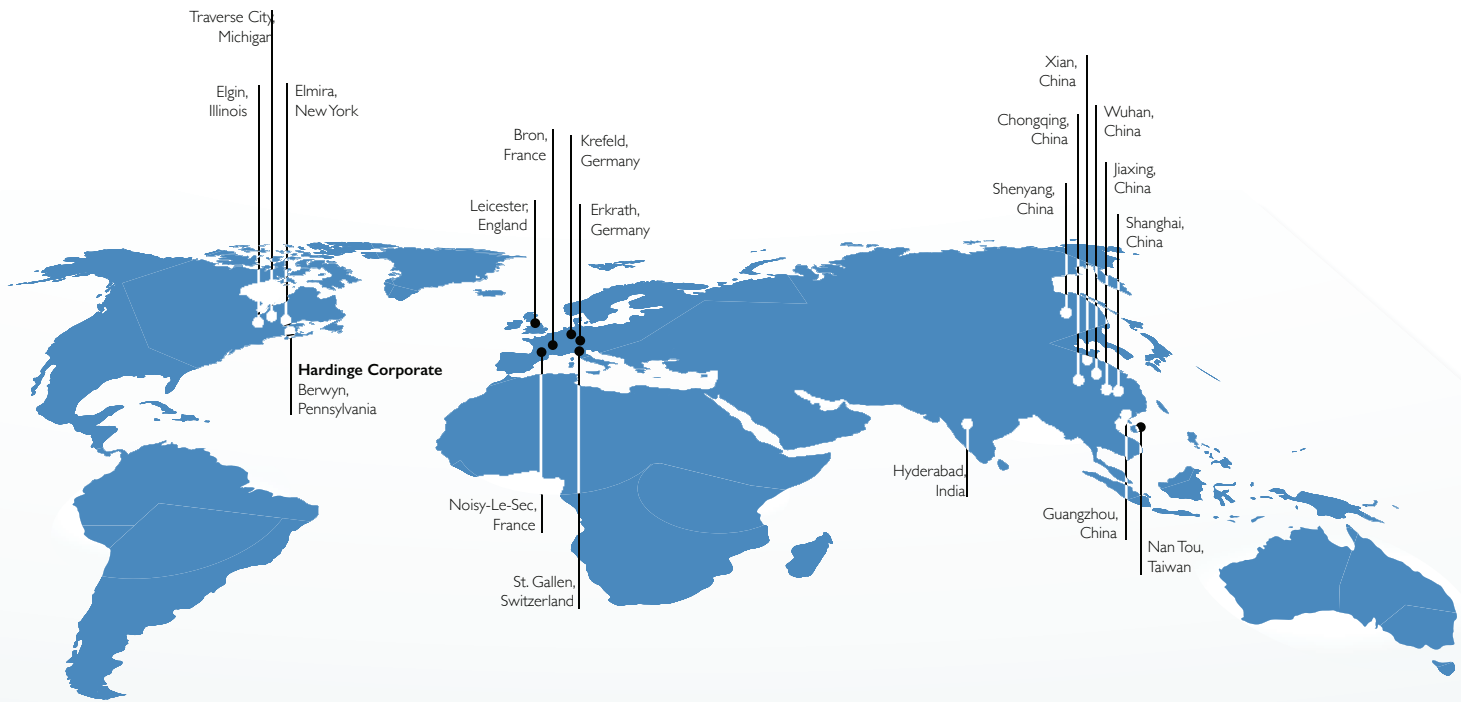 Traverse City,
Michigan
Elgin,
Illinois
Elmira,
New York
Hardinge Corporate
Berwyn,
Pennsylvania
Bron,
France
Krefeld,
Germany
Leicester,
England
Erkrath,
Germany
Noisy-Le-Sec,
France
St. Gallen,
Switzerland
Xian,
China
Chongqing,
China
Wuhan,
China
Jiaxing,
China
Shenyang,
China
Shanghai,
China
Hyderabad,
India
Guangzhou,
China
Nan Tou,
Taiwan